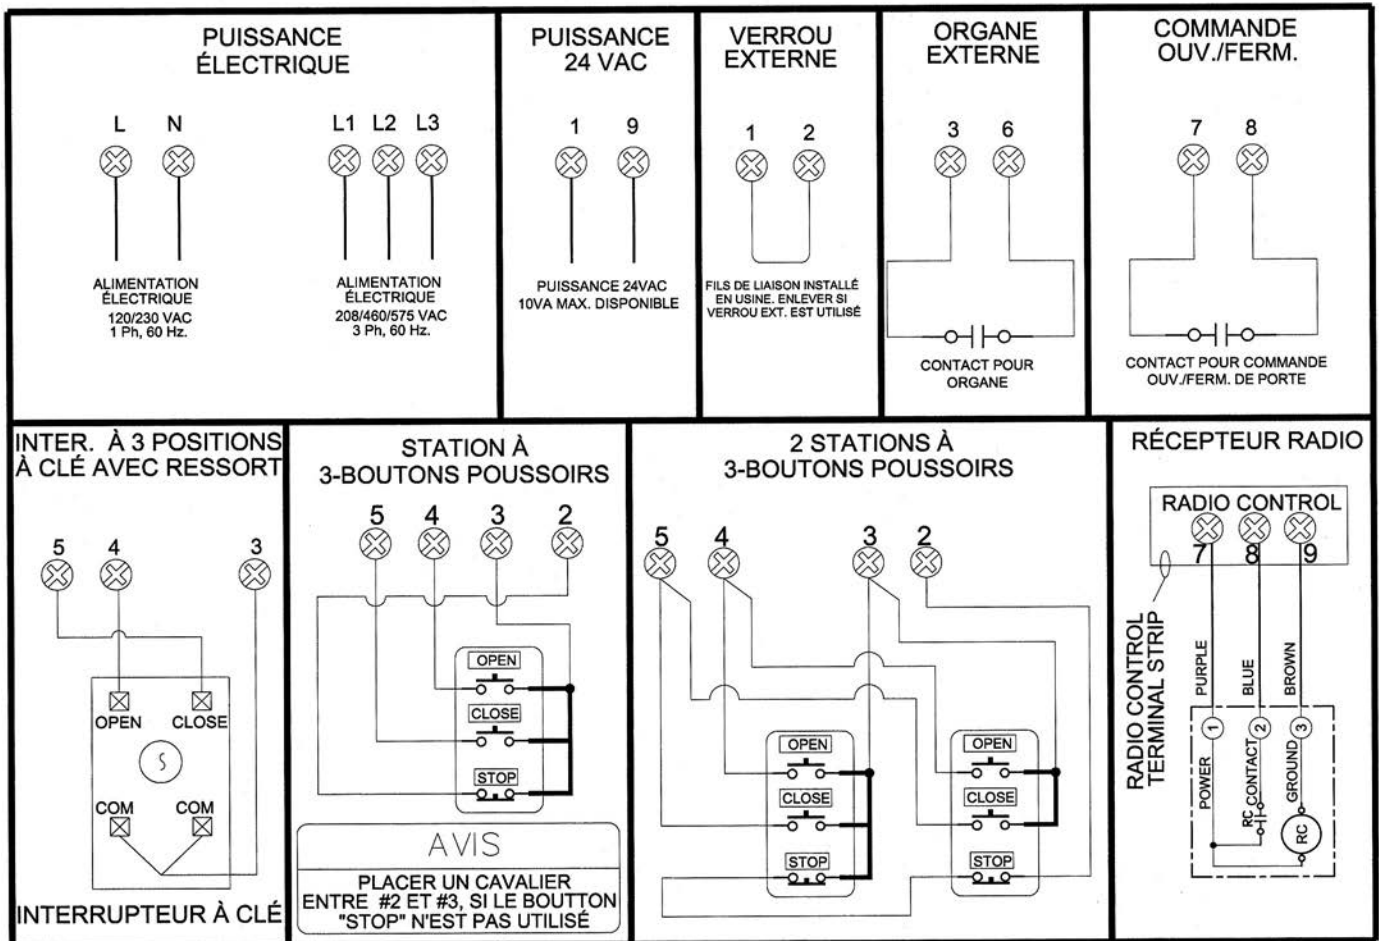 PUISSANCE
ÉLECTRIQUE
L N
L1 L2 L3
ALIMENTATION
ÉLECTRIQUE
120/230 VAC
1 Ph, 60 Hz.
ALIMENTATION
ÉLECTRIQUE
208/460/575 VAC
3 Ph, 60 Hz.
PUISSANCE
24 VAC
1 9
PUISSANCE 24VAC
10VA MAX. DISPONIBLE
VERROU
EXTERNE
1 2
FILS DE LIAISON INSTALLÉ
EN USINE. ENLEVER SI
VERROU EXT. EST UTILISÉ
ORGANE
EXTERNE
3 6
CONTACT POUR
ORGANE
COMMANDE
OUV./FERM.
7 8
CONTACT POUR COMMANDE
OUV./FERM. DE PORTE
INTER. À 3 POSITIONS
À CLÉ AVEC RESSORT
5 4 3
OPEN CLOSE
S
COM COM
INTERRUPTEUR À CLÉ
STATION À
3-BOUTONS POUSSOIRS
5 4 3 2
OPEN
CLOSE
STOP
AVIS
PLACER UN CAVALIER
ENTRE #2 ET #3, SI LE BOUTTON
"STOP" N'EST PAS UTILISÉ
2 STATIONS À
3-BOUTONS POUSSOIRS
5 4 3 2
OPEN OPEN
CLOSE CLOSE
STOP STOP
RÉCEPTEUR RADIO
RADIO CONTROL
7 8 9
RADIO CONTROL
TERMINAL STRIP
PURPLE
BLUE
BROWN
1 2 3
POWER
RC CONTACT
GROUND
RC